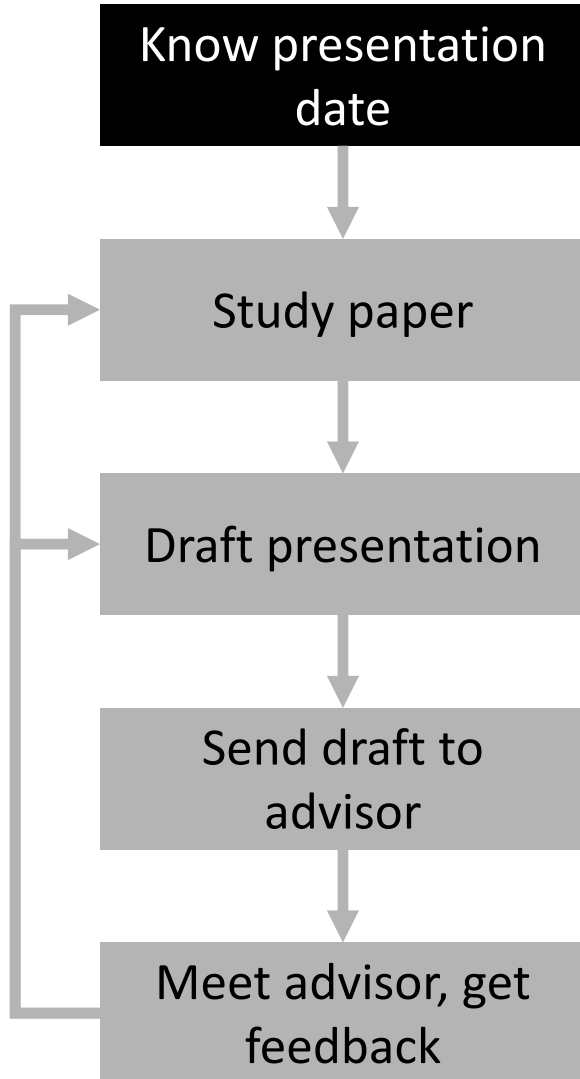 Know presentation
date
Study paper
Draft presentation
Send draft to
advisor
Meet advisor, get
feedback